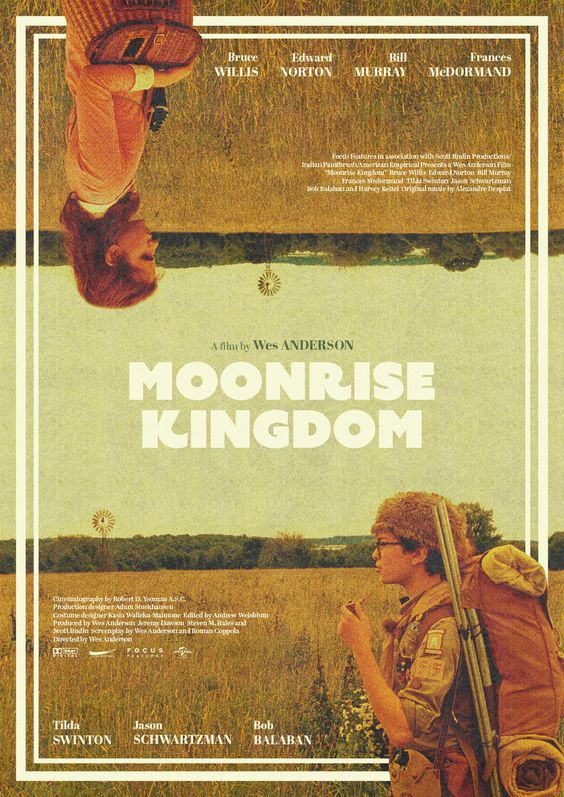 Bruce WILLIS
Edward NORTON
Bill MURRAY
Frances McDORMAND
Focus Features in association with Scott Rudin Productions/
Indian Paintbrush/American Empirical Presents a Wes Anderson Film
"Moonrise Kingdom" Bruce Willis Edward Norton Bill Murray
Frances Mcdormand Tilda Swinton Jason Schwartzman
Bob Balaban and Harvey Keitel Original music by Alexandre Desplat
A film by Wes ANDERSON
MOONRISE
KINGDOM
Cinematography by Robert D. Yeoman A.S.C.
Production designer Adam Stockhausen
Costume designer Kasia Walicka-Maimone Edited by Andrew Weisblum
Produced by Wes Anderson Jeremy Dawson Steven M. Rales and
Scott Rudin Screenplay by Wes Anderson and Roman Coppola
Directed by Wes Anderson
DOLBY DIGITAL
FOCUS FEATURES
Tilda SWINTON
Jason SCHWARTZMAN
Bob BALABAN